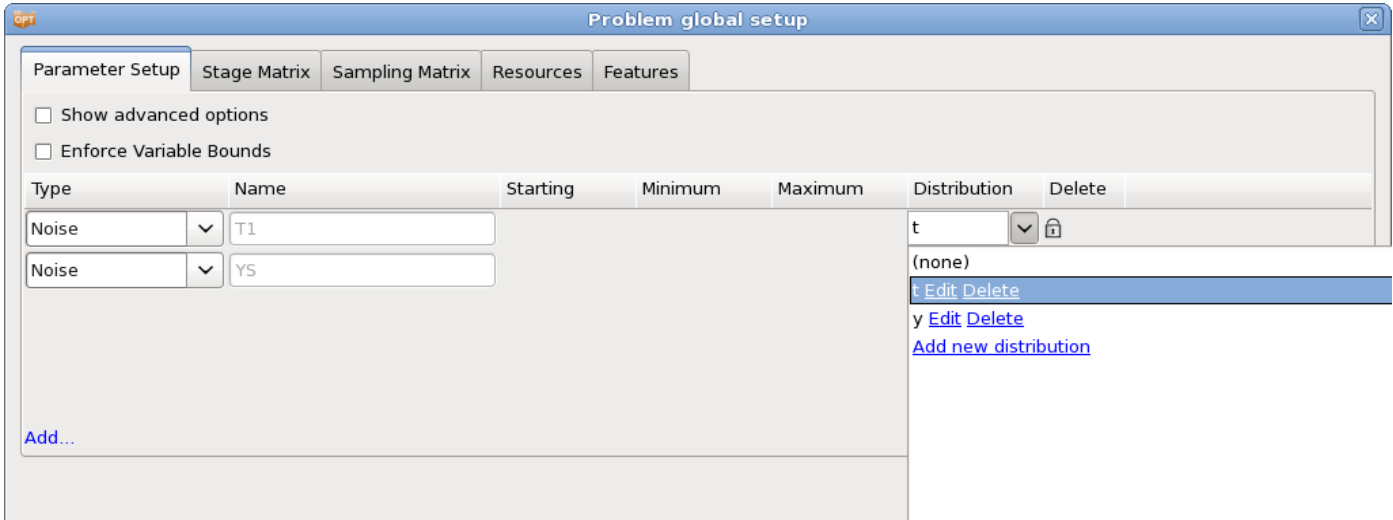 OPT Problem global setup
Parameter Setup Stage Matrix Sampling Matrix Resources Features
Show advanced options
Enforce Variable Bounds
Type Name Starting Minimum Maximum Distribution Delete
Noise T1 t
Noise YS
(none)
t Edit Delete
y Edit Delete
Add new distribution
Add...